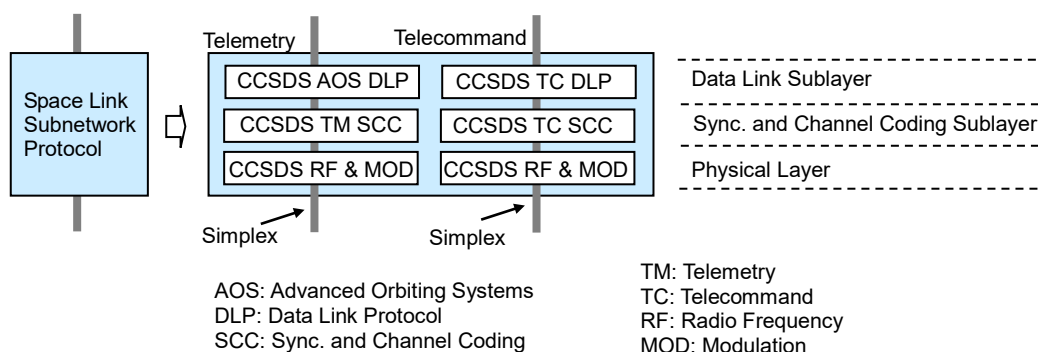 Telemetry
Telecommand
Space Link
Subnetwork
Protocol
CCSDS AOS DLP
CCSDS TC DLP
Data Link Sublayer
CCSDS TM SCC
CCSDS TC SCC
Sync. and Channel Coding Sublayer
CCSDS RF & MOD
CCSDS RF & MOD
Physical Layer
Simplex
Simplex
AOS: Advanced Orbiting Systems
DLP: Data Link Protocol
SCC: Sync. and Channel Coding
TM: Telemetry
TC: Telecommand
RF: Radio Frequency
MOD: Modulation